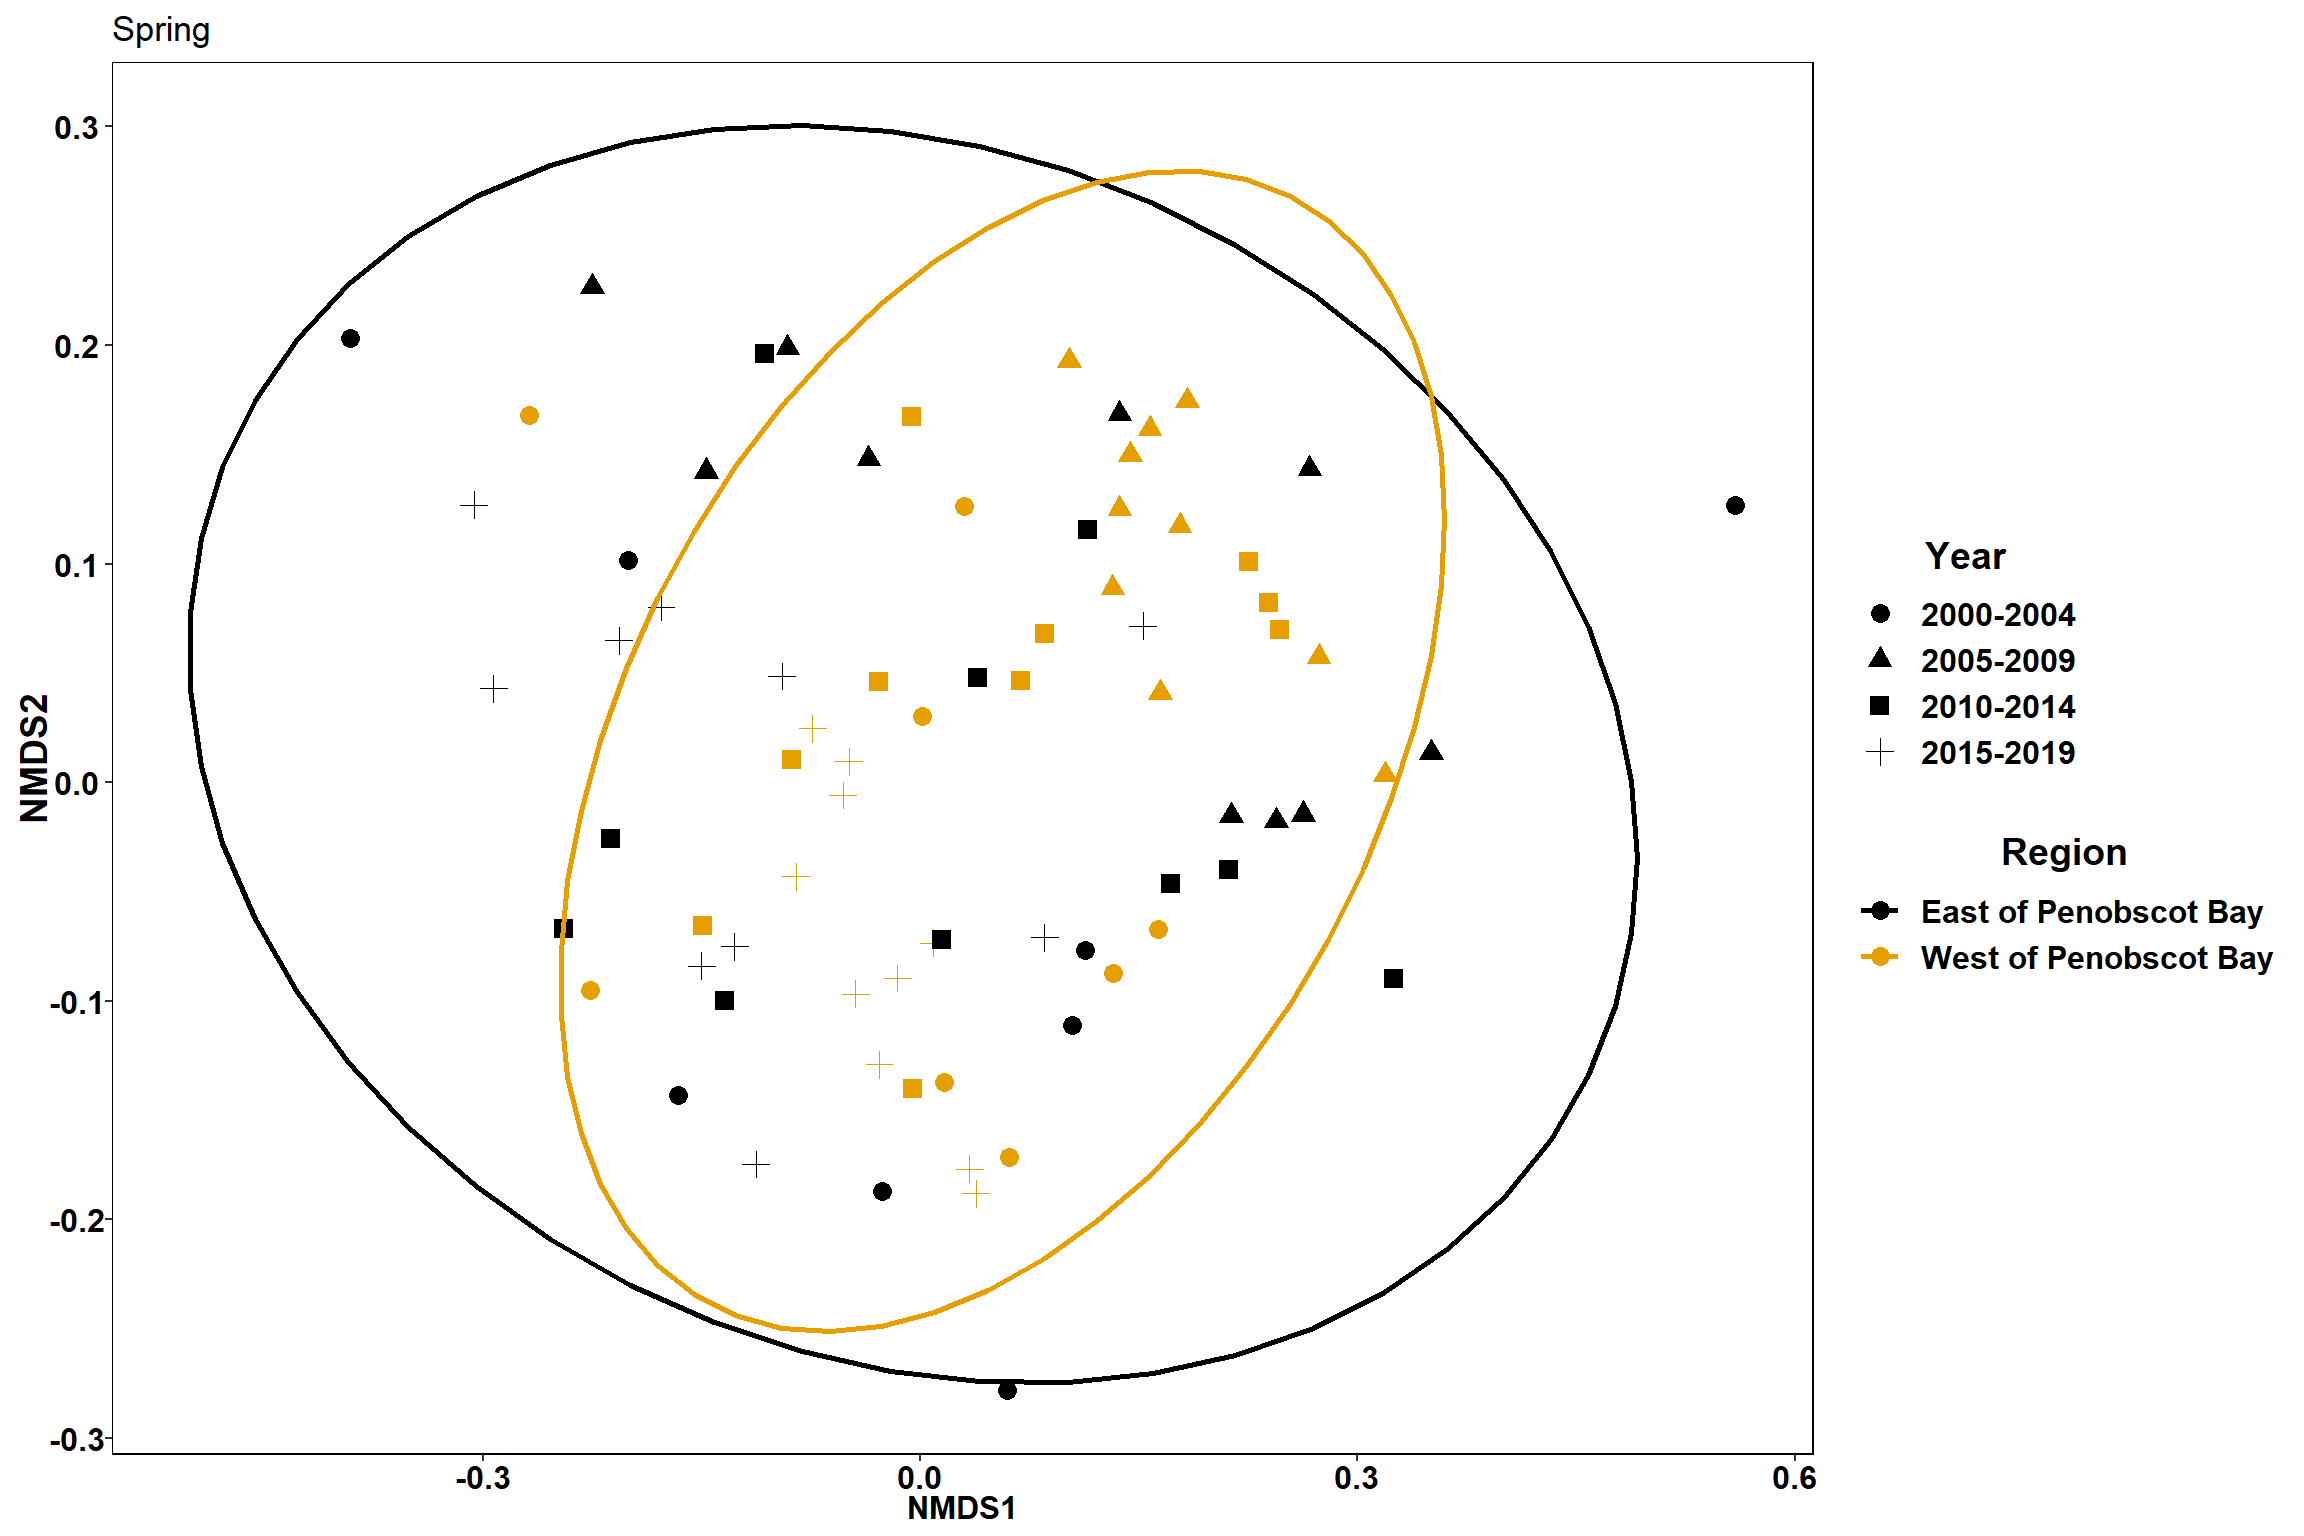 Spring
0.3
0.2
0.1
0.0
-0.1
-0.2
-0.3
NMDS2
-0.3 0.0 0.3 0.6
NMDS1
Year
2000-2004
2005-2009
2010-2014
2015-2019
Region
East of Penobscot Bay
West of Penobscot Bay